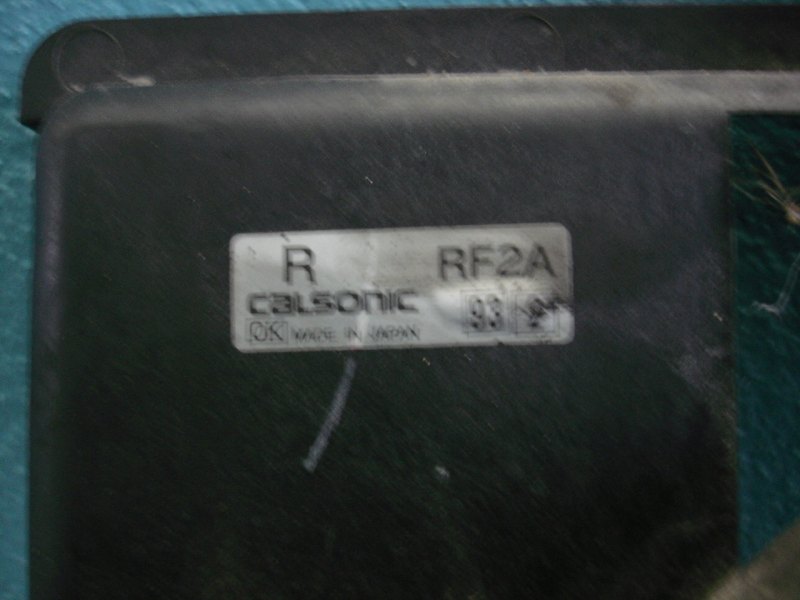 R RF2A
calsonic 93
OK MADE IN JAPAN